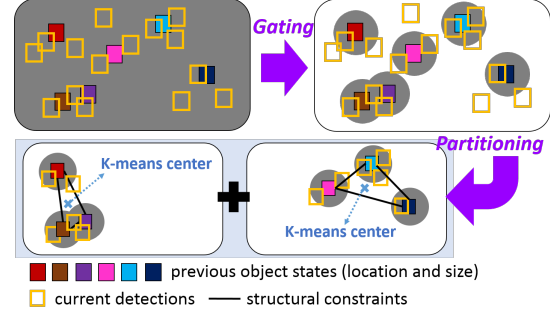 Gating
Partitioning
K-means center
K-means center
previous object states (location and size)
current detections
structural constraints